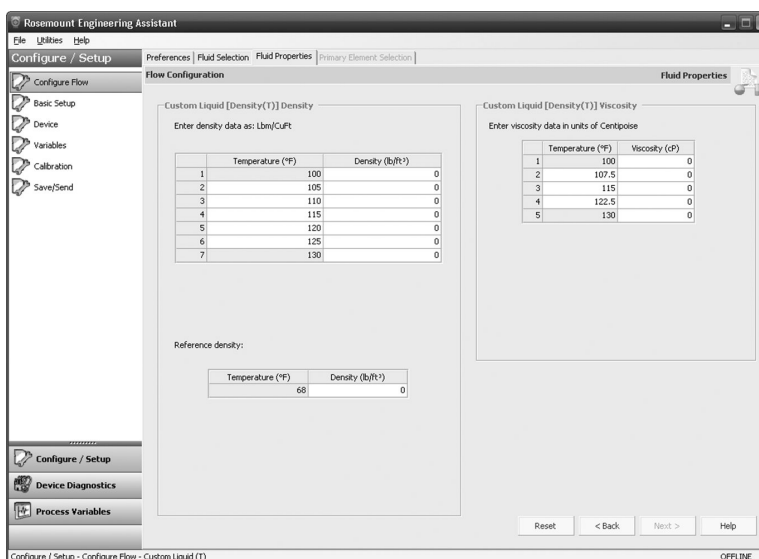 Rosemount Engineering Assistant
File Utilities Help
Configure / Setup
Preferences Fluid Selection Fluid Properties Primary Element Selection
Configure Flow
Basic Setup
Device
Variables
Calibration
Save/Send
Flow Configuration Fluid Properties
Custom Liquid [Density(T)] Density
Enter density data as: Lbm/CuFt
Temperature (°F) Density (lb/ft³)
1 100 0
2 105 0
3 110 0
4 115 0
5 120 0
6 125 0
7 130 0
Reference density:
Temperature (°F) Density (lb/ft³)
68 0
Custom Liquid [Density(T)] Viscosity
Enter viscosity data in units of Centipoise
Temperature (°F) Viscosity (cP)
1 100 0
2 107.5 0
3 115 0
4 122.5 0
5 130 0
Configure / Setup
Device Diagnostics
Process Variables
Reset < Back Next > Help
Configure / Setup - Configure Flow - Custom Liquid (T) OFFLINE